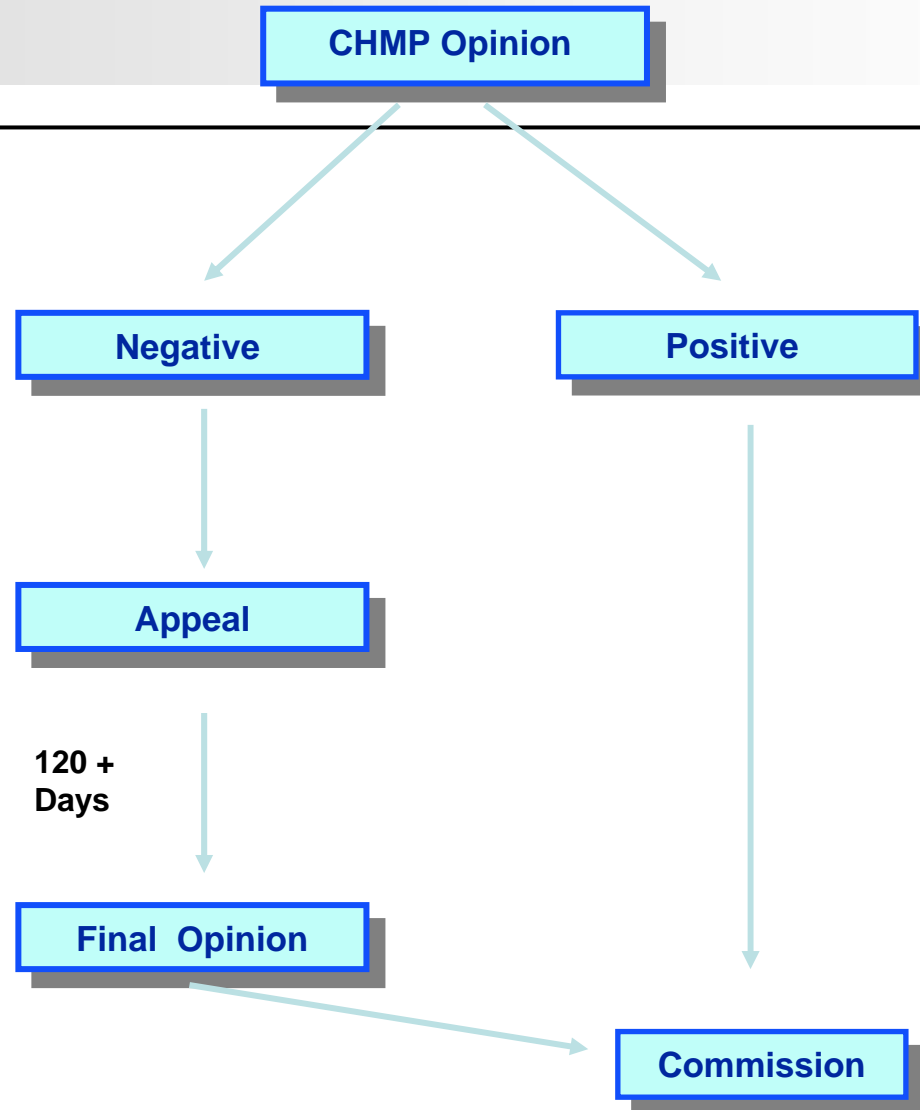 CHMP Opinion
Negative
Positive
Appeal
120 +
Days
Final Opinion
Commission